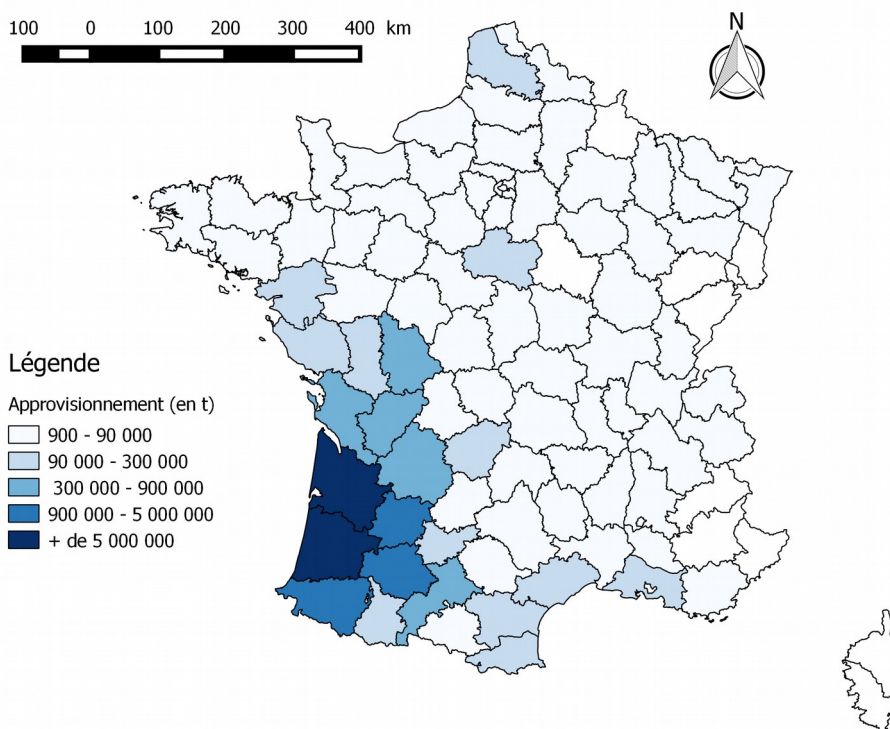 100 0 100 200 300 400 km
N
Légende
Approvisionnement (en t)
900 - 90 000
90 000 - 300 000
300 000 - 900 000
900 000 - 5 000 000
+ de 5 000 000